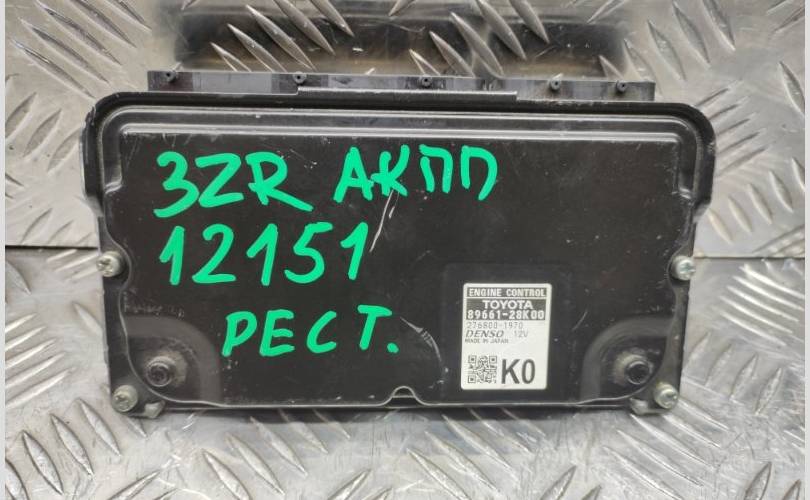 3ZR АКПП
12151
РЕСТ.
ENGINE CONTROL
TOYOTA
89661-28K00
276800-1970
DENSO 12V
MADE IN JAPAN
K0